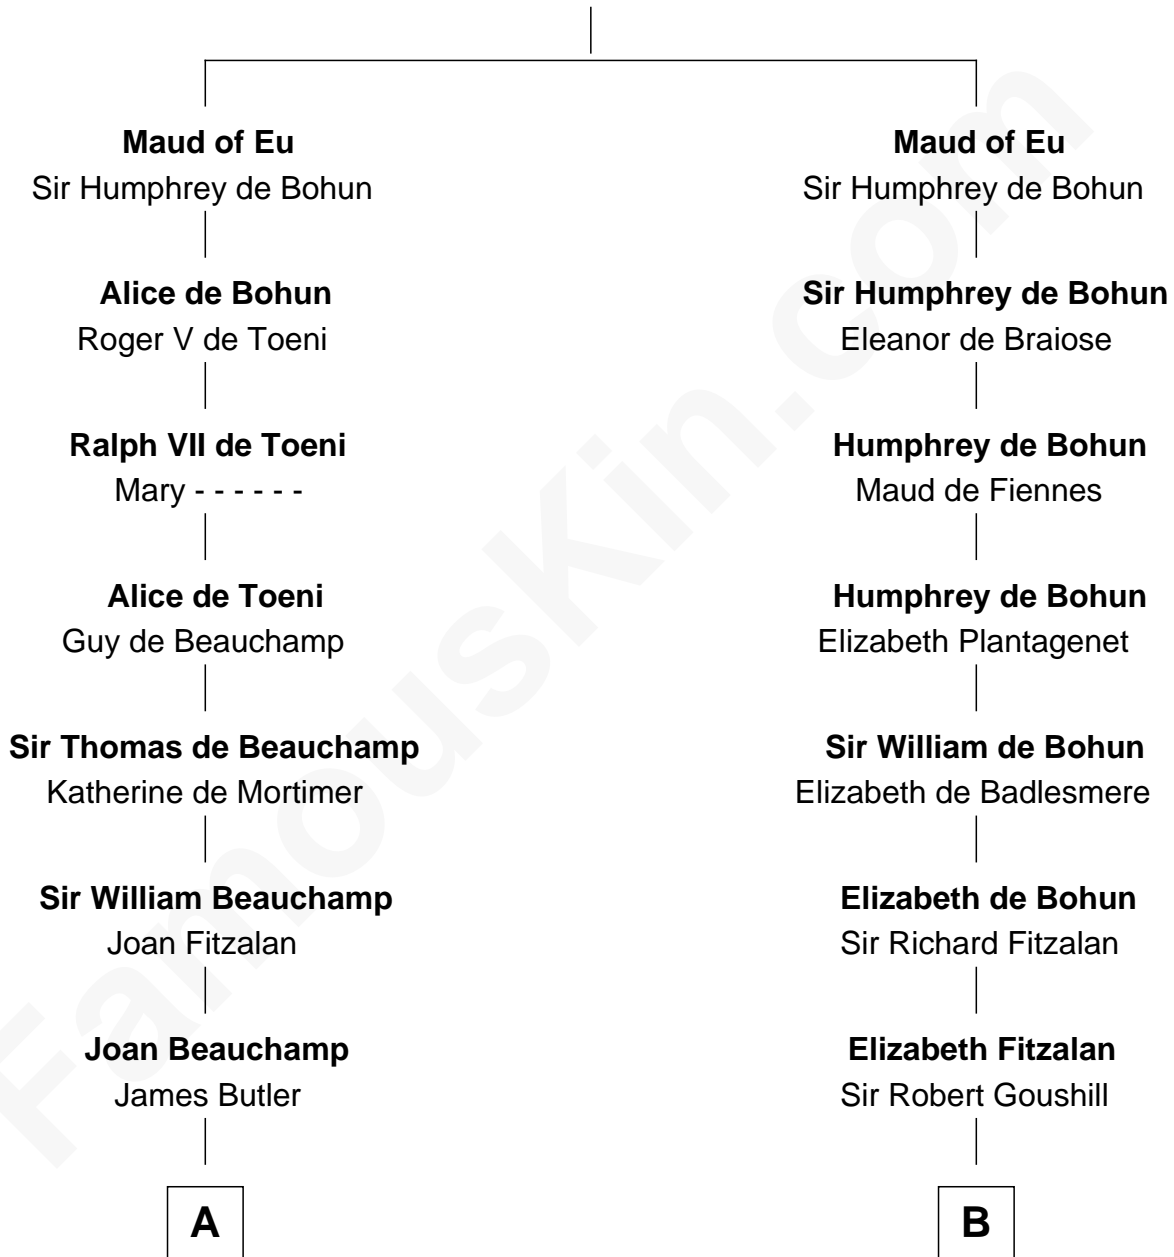 Maud of Eu
Sir Humphrey de Bohun
Alice de Bohun
Roger V de Toeni
Ralph VII de Toeni
Mary - - - - - -
Alice de Toeni
Guy de Beauchamp
Sir Thomas de Beauchamp
Katherine de Mortimer
Sir William Beauchamp
Joan Fitzalan
Joan Beauchamp
James Butler
A
Maud of Eu
Sir Humphrey de Bohun
Sir Humphrey de Bohun
Eleanor de Braiose
Humphrey de Bohun
Maud de Fiennes
Humphrey de Bohun
Elizabeth Plantagenet
Sir William de Bohun
Elizabeth de Badlesmere
Elizabeth de Bohun
Sir Richard Fitzalan
Elizabeth Fitzalan
Sir Robert Goushill
B
FamousKin.com